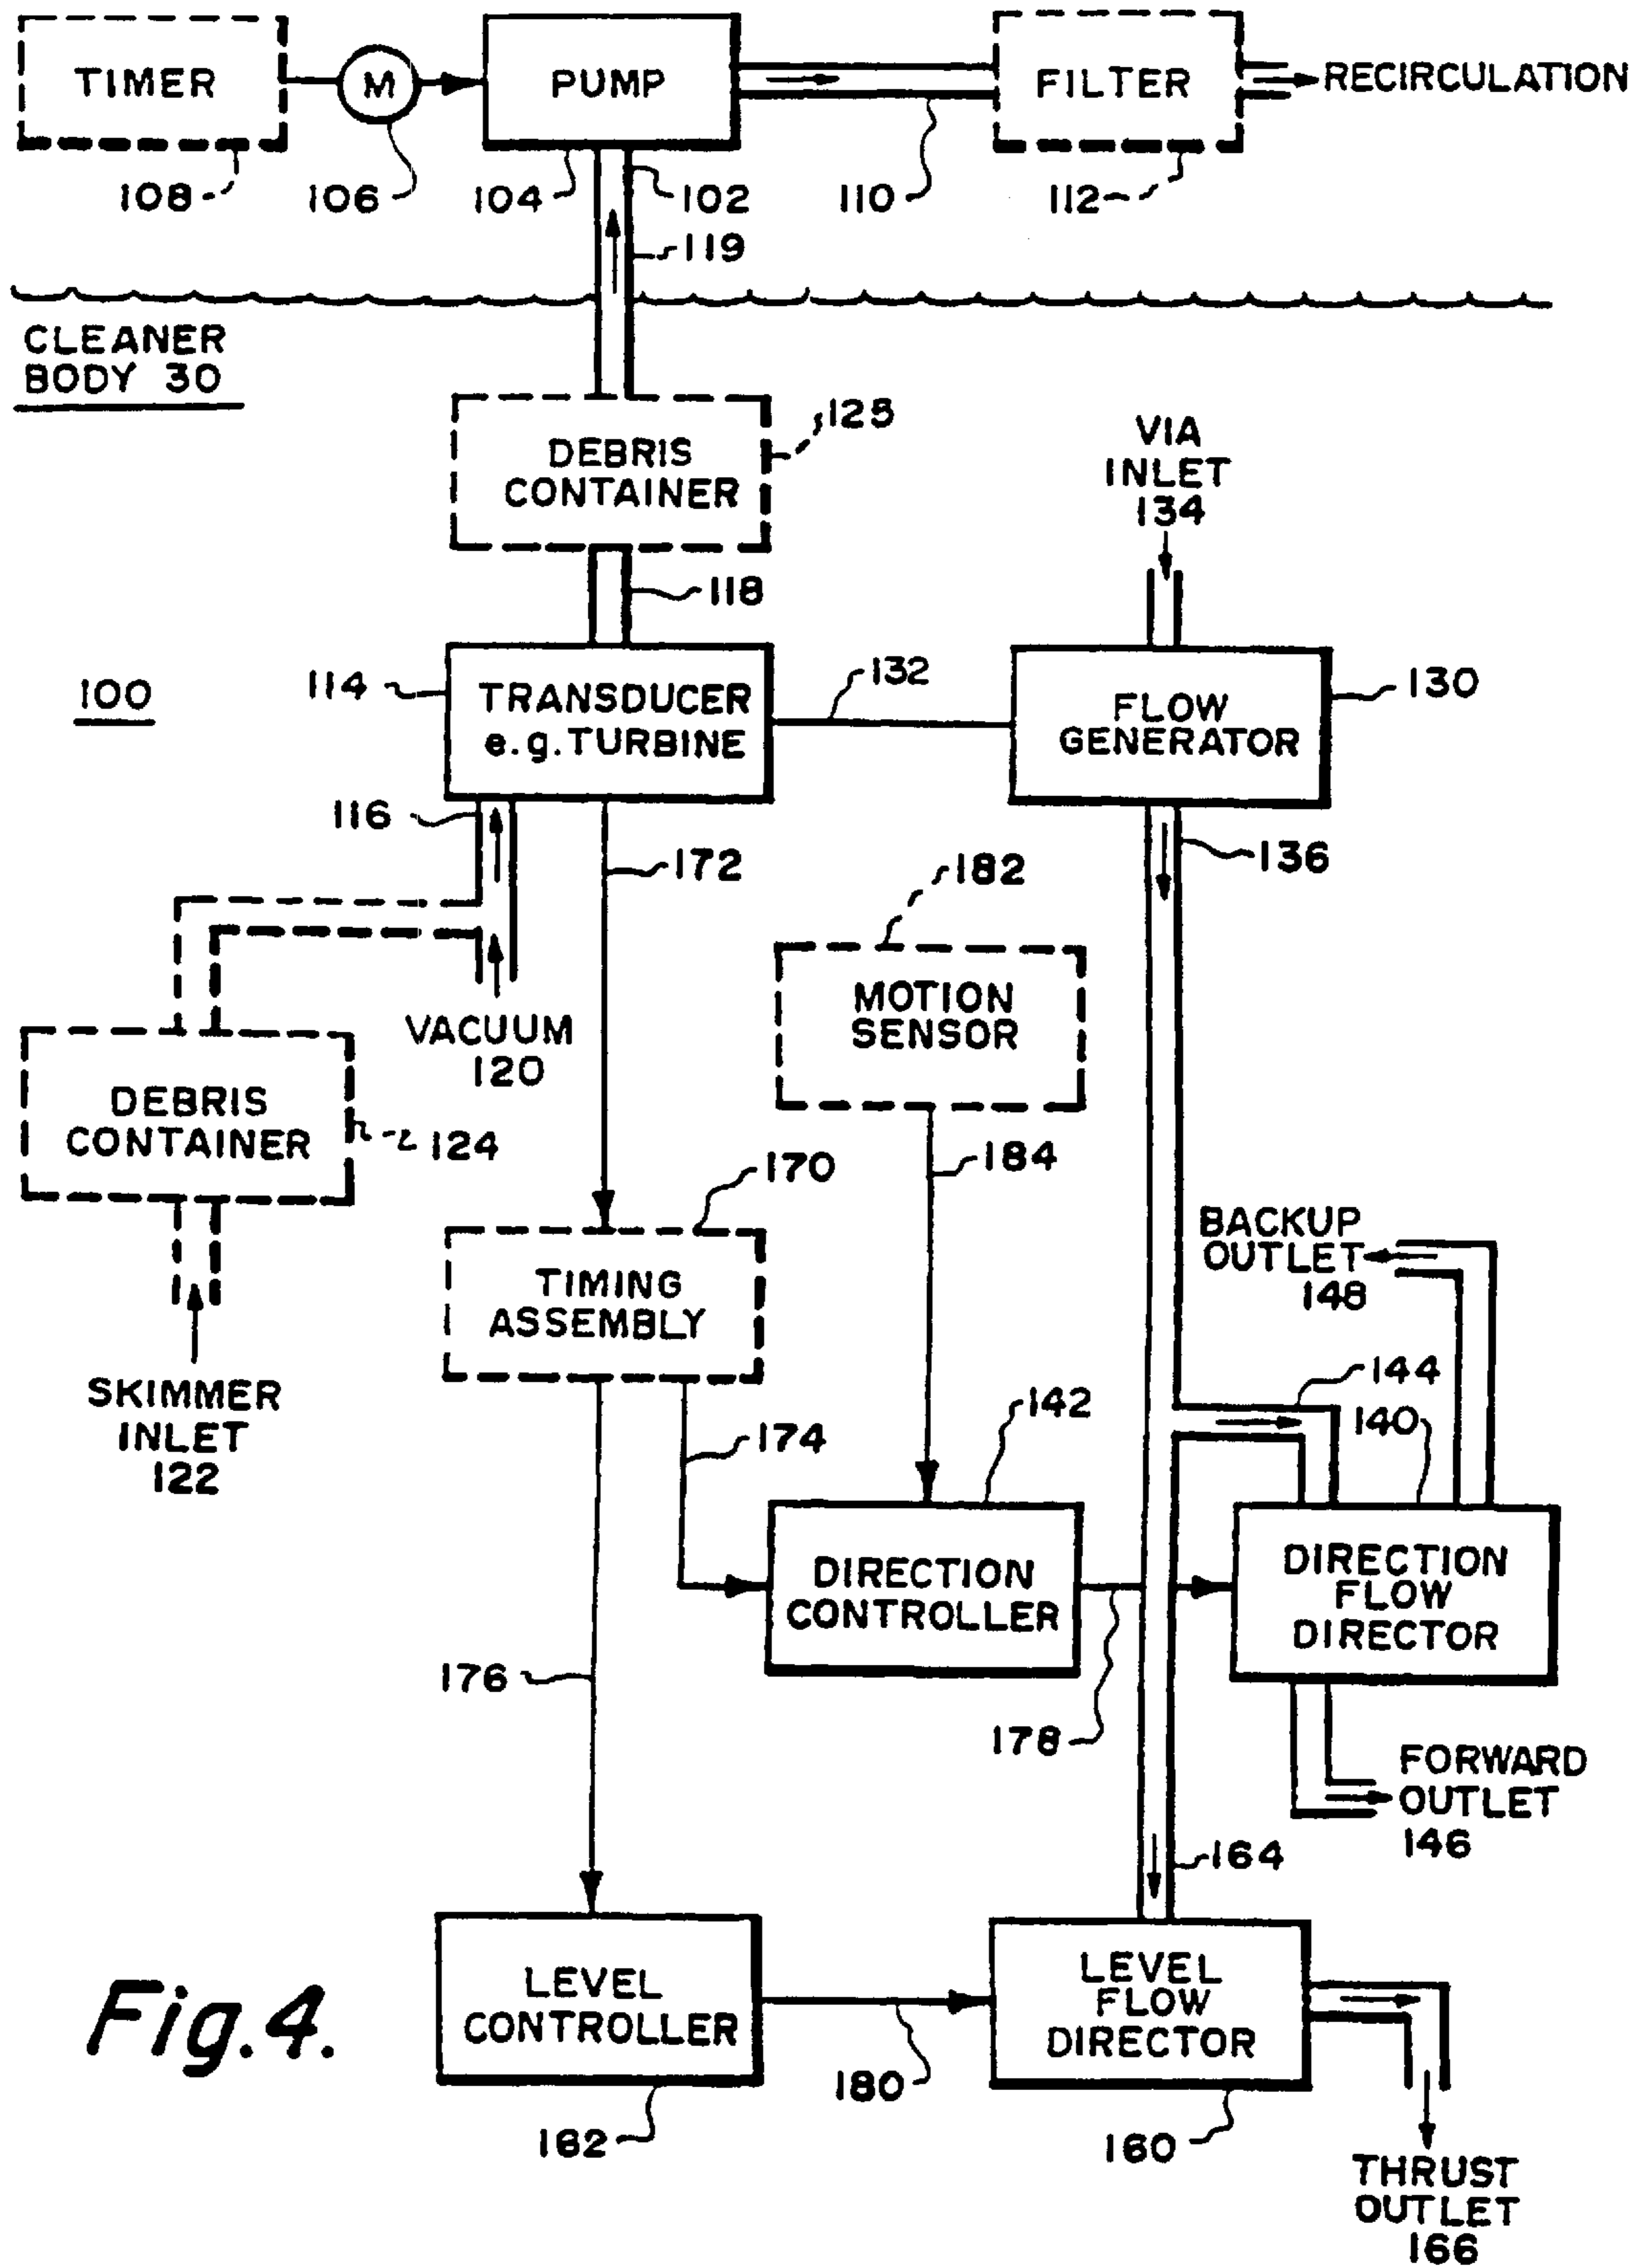 TIMER
M
PUMP
FILTER
RECIRCULATION
108
106
104
102
110
112
119
CLEANER
BODY 30
DEBRIS
CONTAINER
125
VIA
INLET
134
118
100
114
TRANSDUCER
e.g. TURBINE
132
FLOW
GENERATOR
130
116
172
136
182
MOTION
SENSOR
VACUUM
120
DEBRIS
CONTAINER
124
184
170
BACKUP
OUTLET
148
TIMING
ASSEMBLY
SKIMMER
INLET
122
144
140
142
174
DIRECTION
CONTROLLER
DIRECTION
FLOW
DIRECTOR
176
178
FORWARD
OUTLET
146
164
LEVEL
CONTROLLER
LEVEL
FLOW
DIRECTOR
Fig.4.
180
162
160
THRUST
OUTLET
166